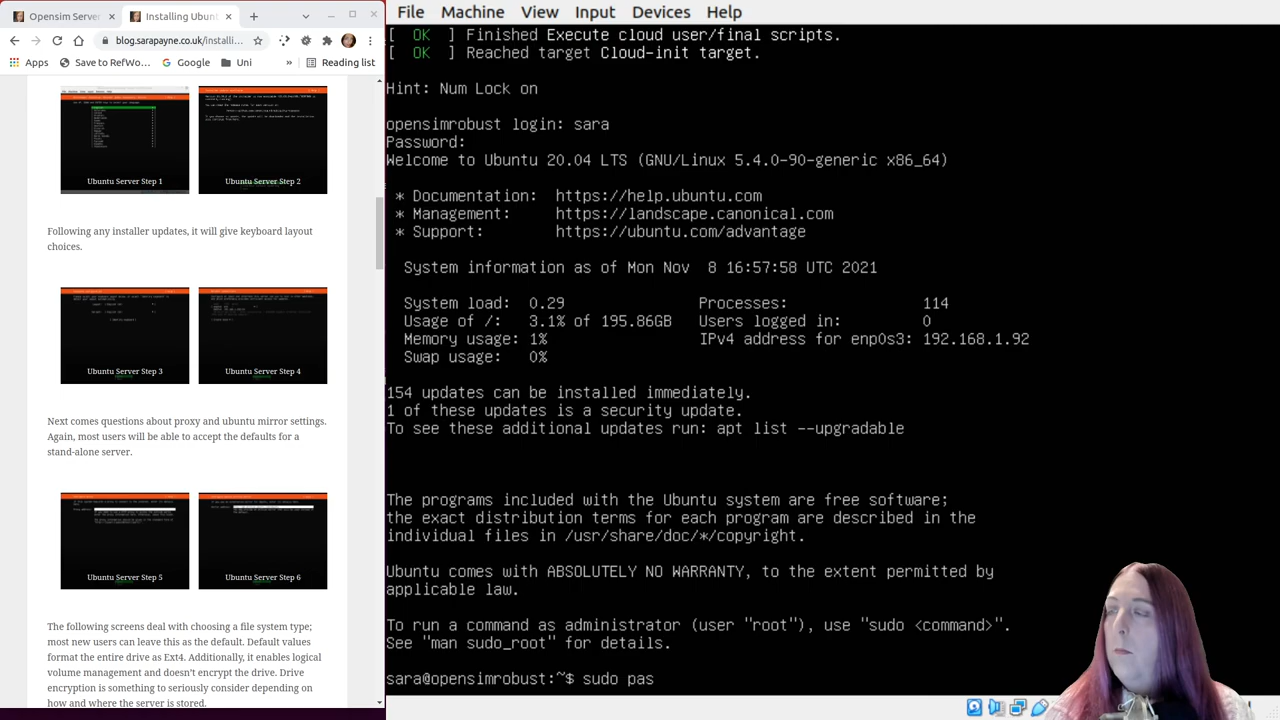 Opensim Server
Installing Ubunt
blog.sarapayne.co.uk/installi...
Apps
Save to RefWo...
Google
Uni
»
Reading list
Ubuntu Server Step 1
Ubuntu Server Step 2
Following any installer updates, it will give keyboard layout
choices.
Ubuntu Server Step 3
Ubuntu Server Step 4
Next comes questions about proxy and ubuntu mirror settings.
Again, most users will be able to accept the defaults for a
stand-alone server.
Ubuntu Server Step 5
Ubuntu Server Step 6
The following screens deal with choosing a file system type;
most new users can leave this as the default. Default values
format the entire drive as Ext4. Additionally, it enables logical
volume management and doesn't encrypt the drive. Drive
encryption is something to seriously consider depending on
how and where the server is stored.
File Machine View Input Devices Help
[ OK ] Finished Execute cloud user/final scripts.
[ OK ] Reached target Cloud-init target.
Hint: Num Lock on
opensimrobust login: sara
Password:
Welcome to Ubuntu 20.04 LTS (GNU/Linux 5.4.0-90-generic x86_64)
* Documentation: https://help.ubuntu.com
* Management: https://landscape.canonical.com
* Support: https://ubuntu.com/advantage
System information as of Mon Nov 8 16:57:58 UTC 2021
System load: 0.29 Processes: 114
Usage of /: 3.1% of 195.86GB Users logged in: 0
Memory usage: 1% IPv4 address for enp0s3: 192.168.1.92
Swap usage: 0%
154 updates can be installed immediately.
1 of these updates is a security update.
To see these additional updates run: apt list --upgradable
The programs included with the Ubuntu system are free software;
the exact distribution terms for each program are described in the
individual files in /usr/share/doc/*/copyright.
Ubuntu comes with ABSOLUTELY NO WARRANTY, to the extent permitted by
applicable law.
To run a command as administrator (user "root"), use "sudo <command>".
See "man sudo_root" for details.
sara@opensimrobust:~$ sudo pas